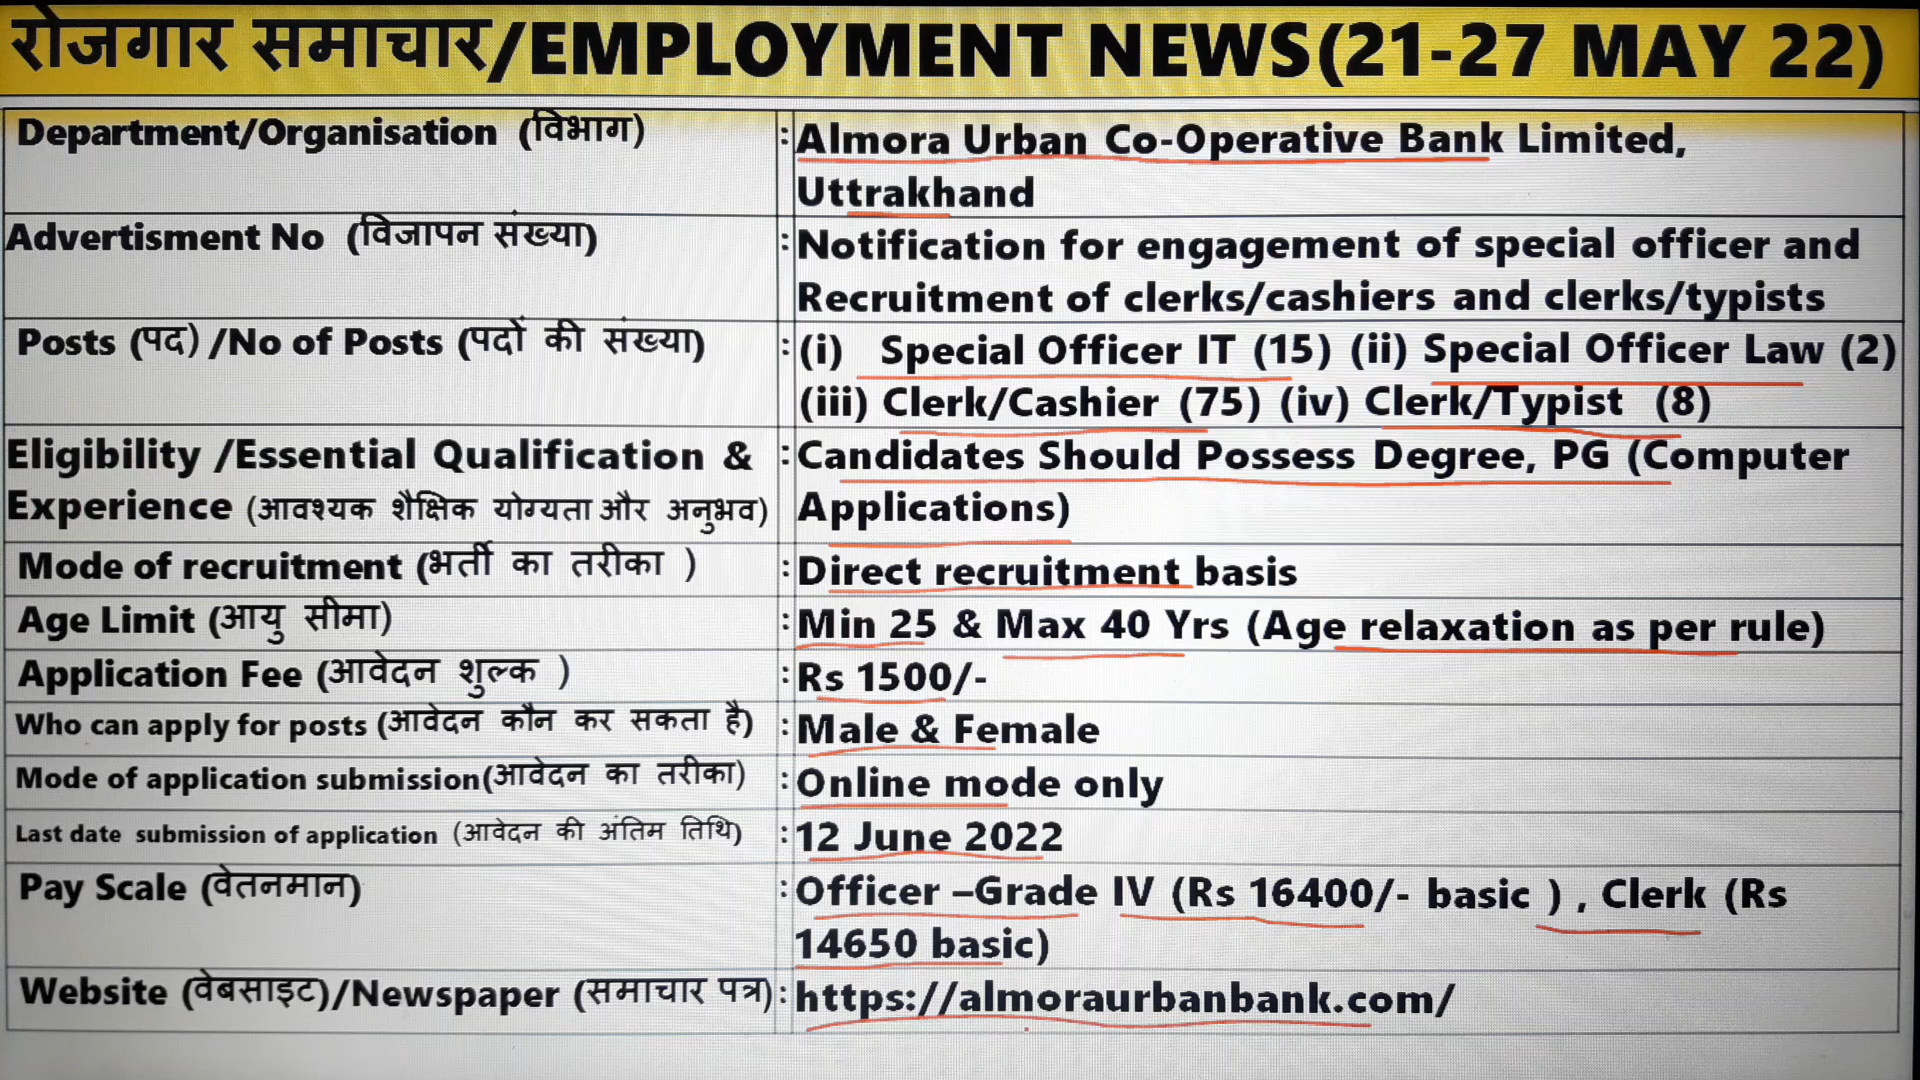 रोजगार समाचार/EMPLOYMENT NEWS(21-27 MAY 22)
Department/Organisation (विभाग)
:Almora Urban Co-Operative Bank Limited,
Uttrakhand
Advertisment No (विजापन संख्या)
:Notification for engagement of special officer and
Recruitment of clerks/cashiers and clerks/typists
Posts (पद) /No of Posts (पदों की संख्या)
:(i) Special Officer IT (15) (ii) Special Officer Law (2)
(iii) Clerk/Cashier (75) (iv) Clerk/Typist (8)
Eligibility /Essential Qualification &
Experience (आवश्यक शैक्षिक योग्यता और अनुभव)
:Candidates Should Possess Degree, PG (Computer
Applications)
Mode of recruitment (भर्ती का तरीका )
:Direct recruitment basis
Age Limit (आयु सीमा)
:Min 25 & Max 40 Yrs (Age relaxation as per rule)
Application Fee (आवेदन शुल्क )
:Rs 1500/-
Who can apply for posts (आवेदन कौन कर सकता है)
:Male & Female
Mode of application submission(आवेदन का तरीका)
:Online mode only
Last date submission of application (आवेदन की अंतिम तिथि)
:12 June 2022
Pay Scale (वेतनमान)
:Officer –Grade IV (Rs 16400/- basic ) , Clerk (Rs
14650 basic)
Website (वेबसाइट)/Newspaper (समाचार पत्र)
:https://almoraurbanbank.com/